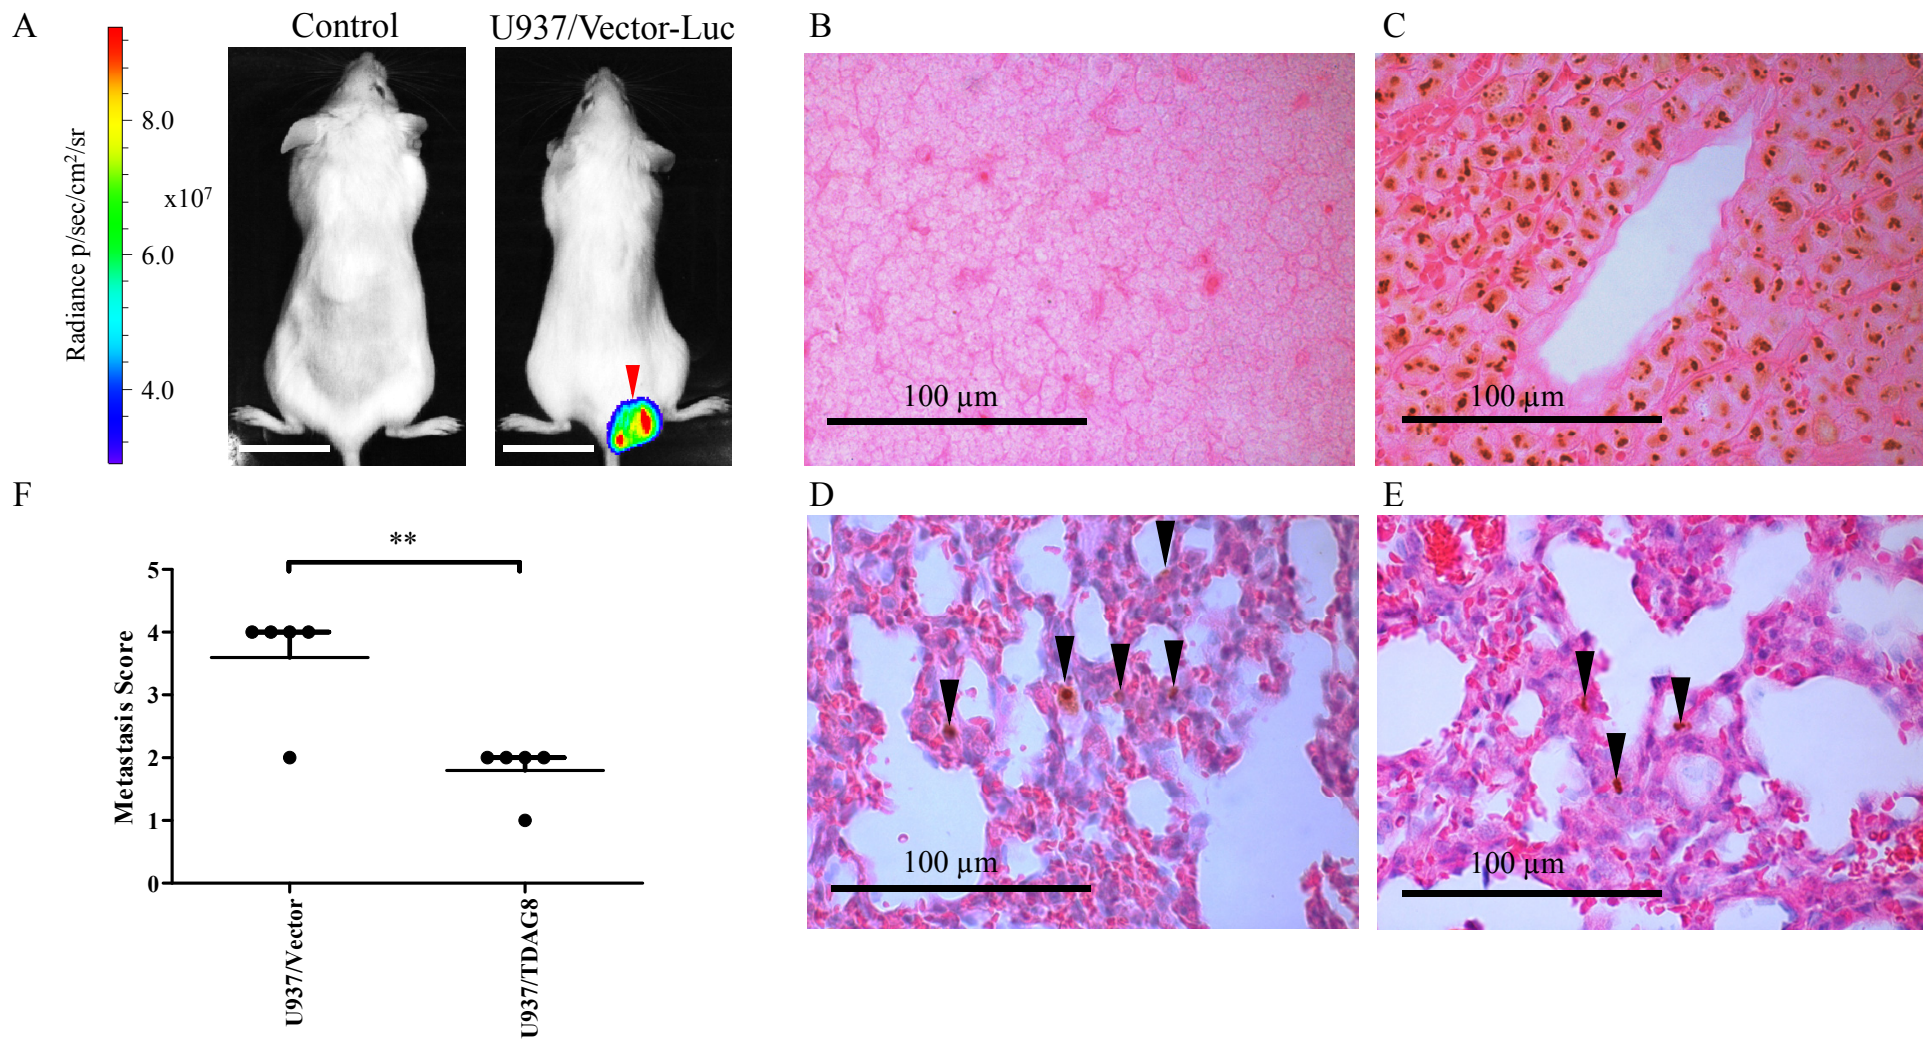 A
Control
U937/Vector-Luc
Radiance p/sec/cm²/sr
8.0
x10⁷
6.0
4.0
B
100 µm
C
100 µm
F
**
Metastasis Score
5
4
3
2
1
0
U937/Vector
U937/TDAG8
D
100 µm
E
100 µm